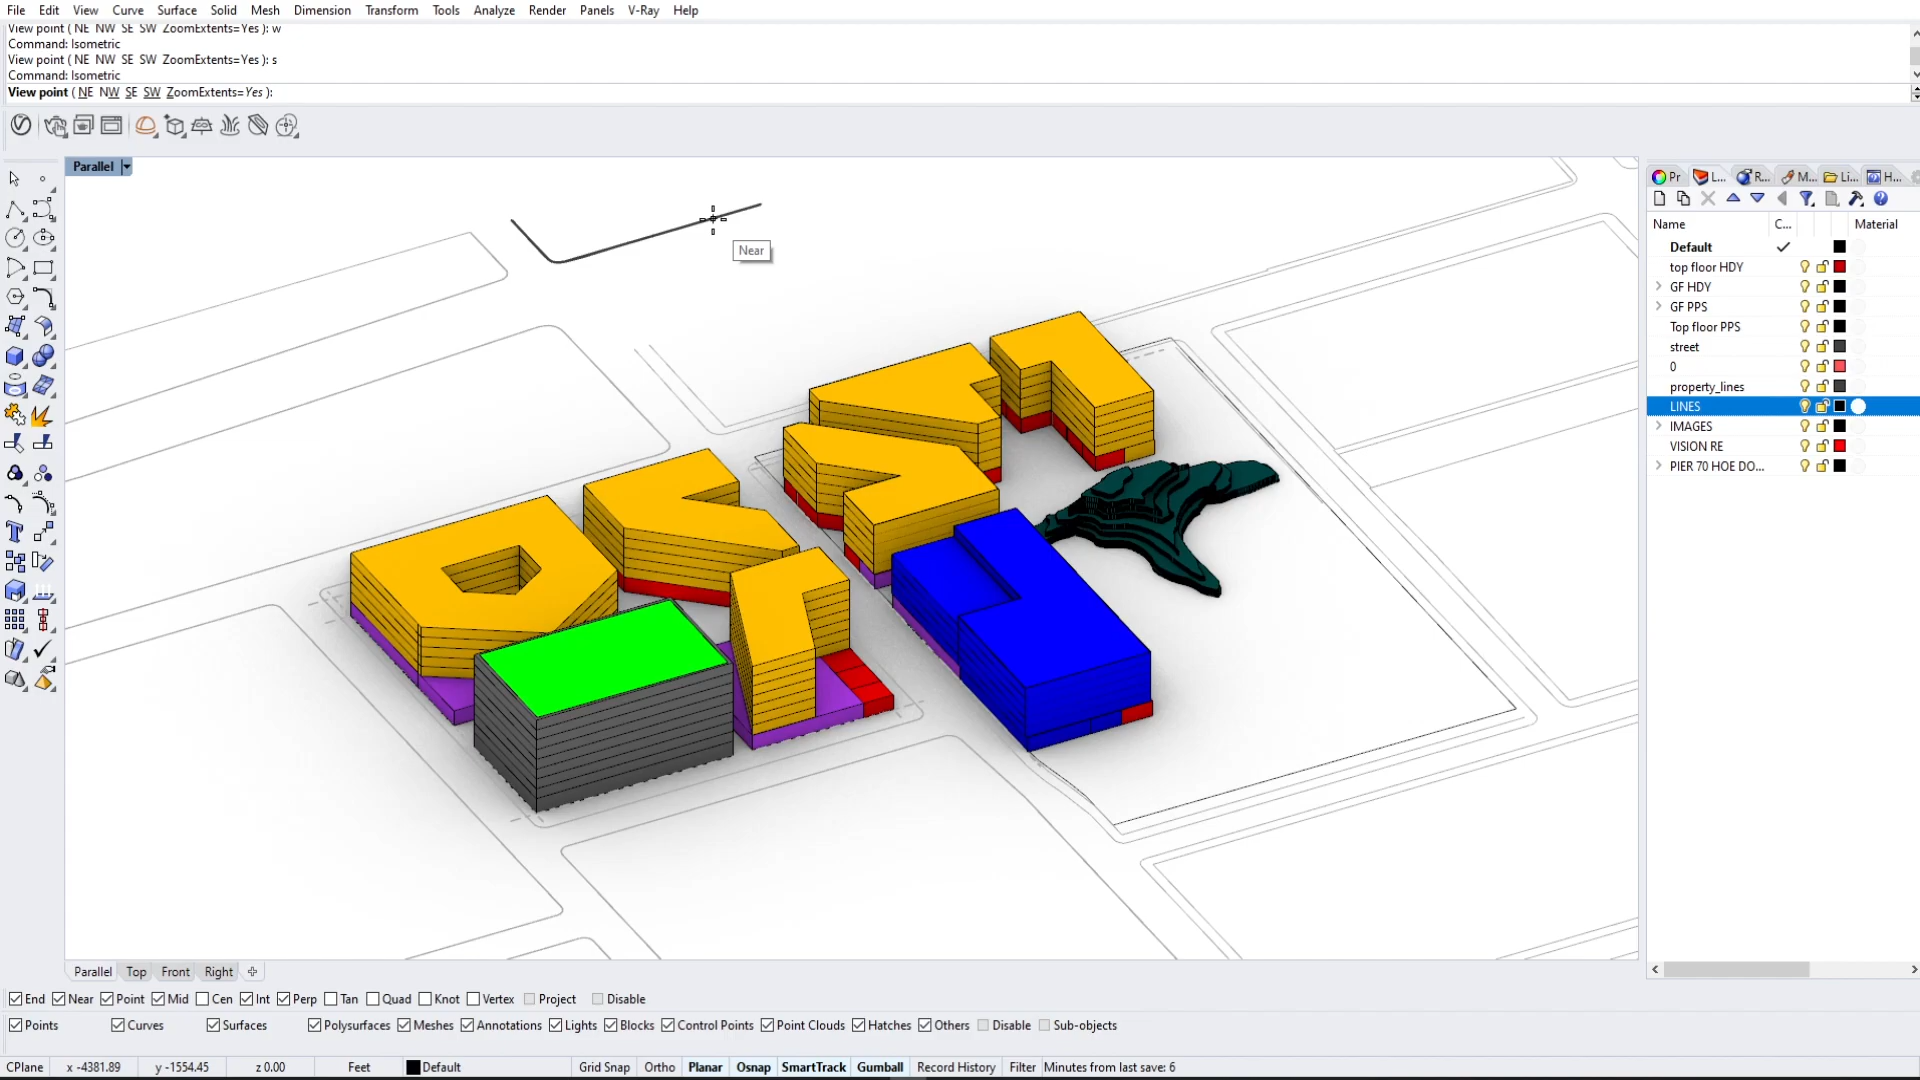 File Edit View Curve Surface Solid Mesh Dimension Transform Tools Analyze Render Panels V-Ray Help
View point ( NE NW SE SW ZoomExtents=Yes ): w
Command: Isometric
View point ( NE NW SE SW ZoomExtents=Yes ): s
Command: Isometric
View point ( NE NW SE SW ZoomExtents=Yes ):
Parallel
Near
Pr L... R... M... Li... H...
Name C... Material
Default
top floor HDY
GF HDY
GF PPS
Top floor PPS
street
0
property_lines
LINES
IMAGES
VISION RE
PIER 70 HOE DO...
Parallel Top Front Right
End Near Point Mid Cen Int Perp Tan Quad Knot Vertex Project Disable
Points Curves Surfaces Polysurfaces Meshes Annotations Lights Blocks Control Points Point Clouds Hatches Others Disable Sub-objects
CPlane x -4381.89 y -1554.45 z 0.00 Feet Default Grid Snap Ortho Planar Osnap SmartTrack Gumball Record History Filter Minutes from last save: 6